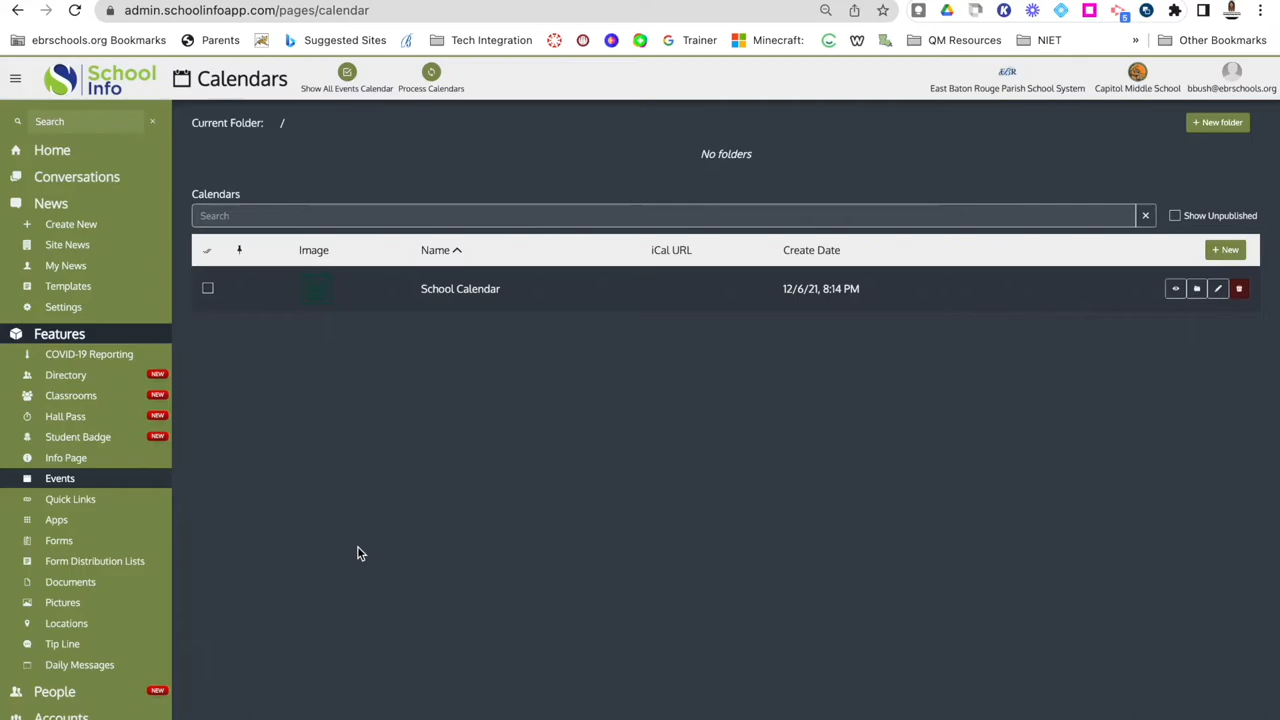 admin.schoolinfoapp.com/pages/calendar
5
ebrschools.org Bookmarks
Parents
Suggested Sites
Tech Integration
Trainer
Minecraft:
QM Resources
NIET
»
Other Bookmarks
School Info
Calendars
Show All Events Calendar
Process Calendars
East Baton Rouge Parish School System
Capitol Middle School
bbush@ebrschools.org
Search
Home
Conversations
News
Create New
Site News
My News
Templates
Settings
Features
COVID-19 Reporting
Directory NEW
Classrooms NEW
Hall Pass NEW
Student Badge NEW
Info Page
Events
Quick Links
Apps
Forms
Form Distribution Lists
Documents
Pictures
Locations
Tip Line
Daily Messages
People NEW
Accounts
Current Folder: /
+ New folder
No folders
Calendars
Search
Show Unpublished
Image Name iCal URL Create Date + New
School Calendar 12/6/21, 8:14 PM